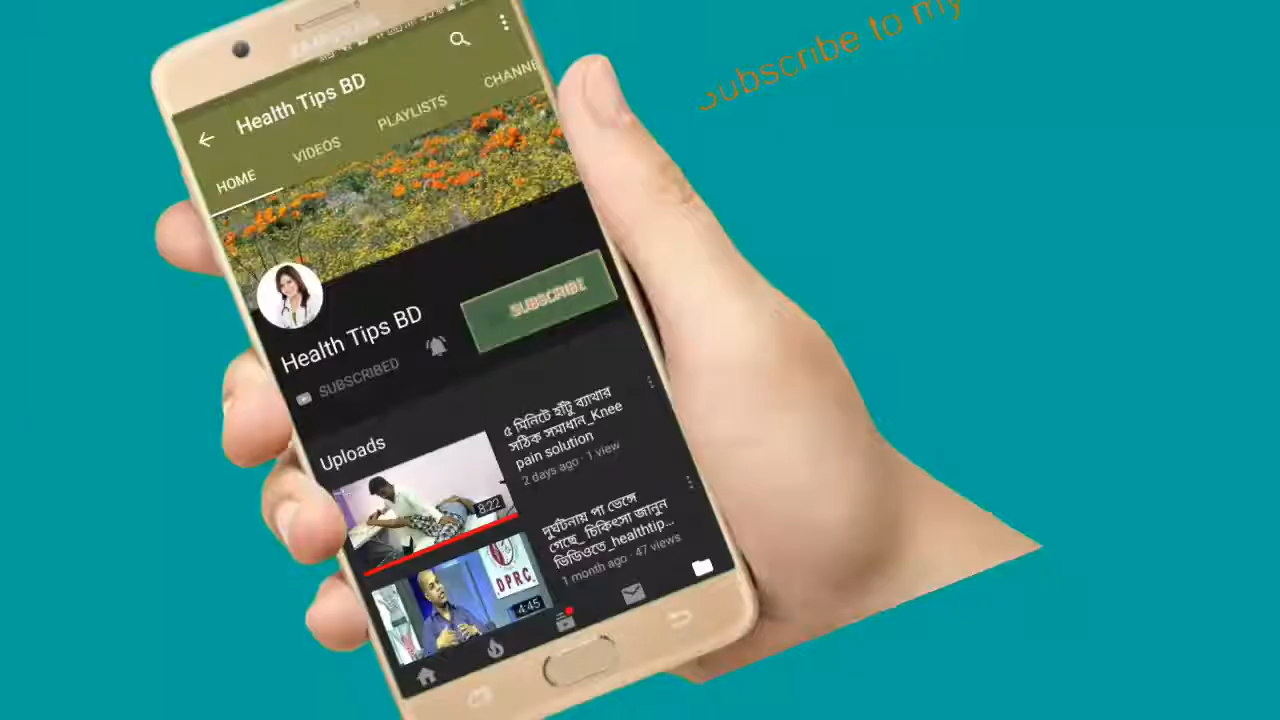 Subscribe to my
Health Tips BD
HOME
VIDEOS
PLAYLISTS
CHANNE
Health Tips BD
SUBSCRIBE
SUBSCRIBED
Uploads
৫ মিনিটে হাঁটু ব্যাথার
সঠিক সমাধান_Knee
pain solution
2 days ago · 1 view
8:22
দুর্ঘটনায় পা ভেঙ্গে
গেছে_ চিকিৎসা জানুন
ভিডিওতে_healthtip...
1 month ago · 47 views
DPRC
4:45